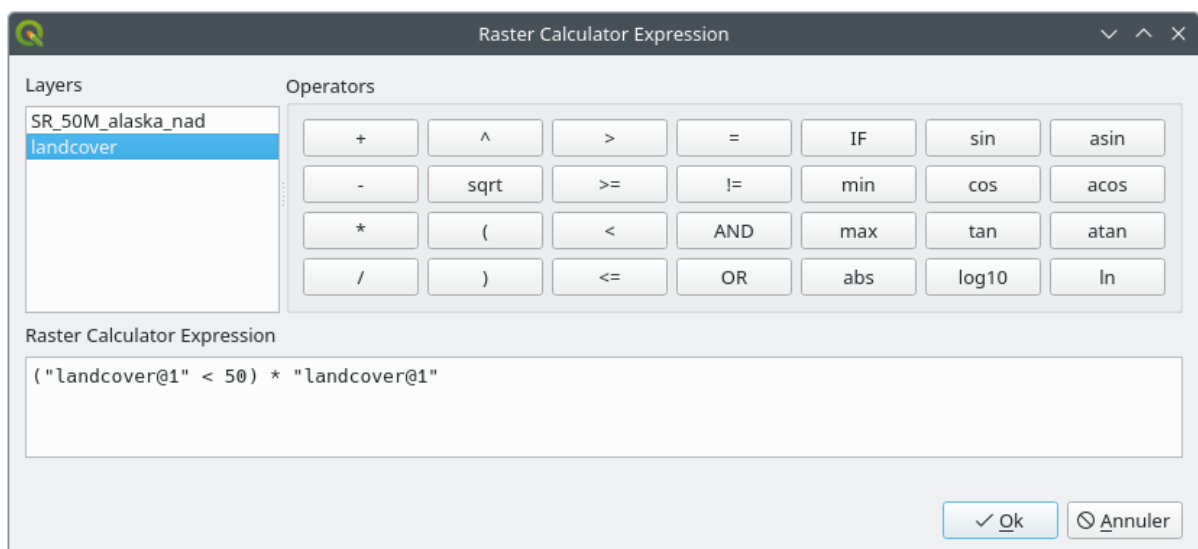 Raster Calculator Expression
Layers
Operators
SR_50M_alaska_nad
landcover
+ ^ > = IF sin asin
- sqrt >= != min cos acos
* ( < AND max tan atan
/ ) <= OR abs log10 ln
Raster Calculator Expression
("landcover@1" < 50) * "landcover@1"
Ok
Annuler